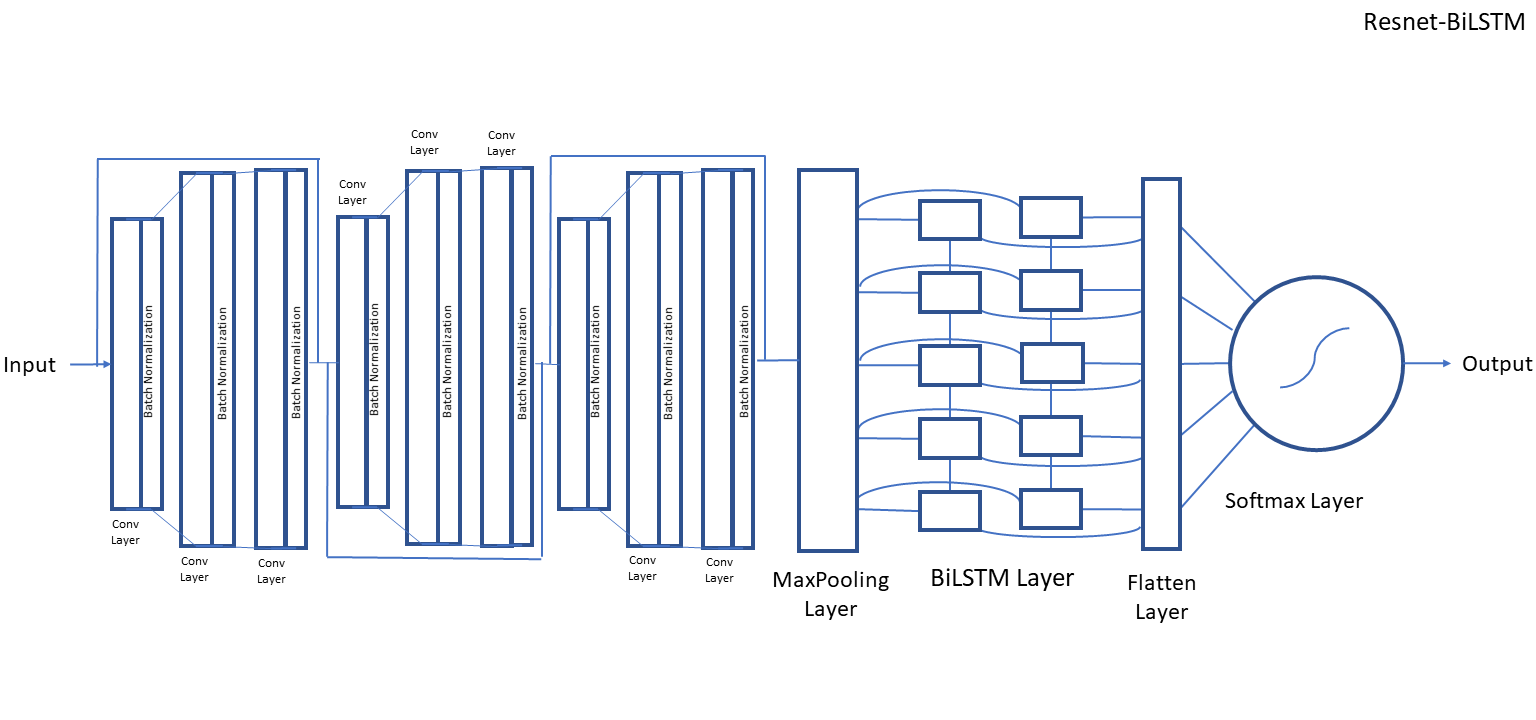 Resnet-BiLSTM
Conv
Layer
Conv
Layer
Conv
Layer
Input
Batch Normalization
Batch Normalization
Batch Normalization
Batch Normalization
Batch Normalization
Batch Normalization
Batch Normalization
Batch Normalization
Batch Normalization
Output
Softmax Layer
Conv
Layer
Conv
Layer
Conv
Layer
Conv
Layer
Conv
Layer
MaxPooling
Layer
BiLSTM Layer
Flatten
Layer